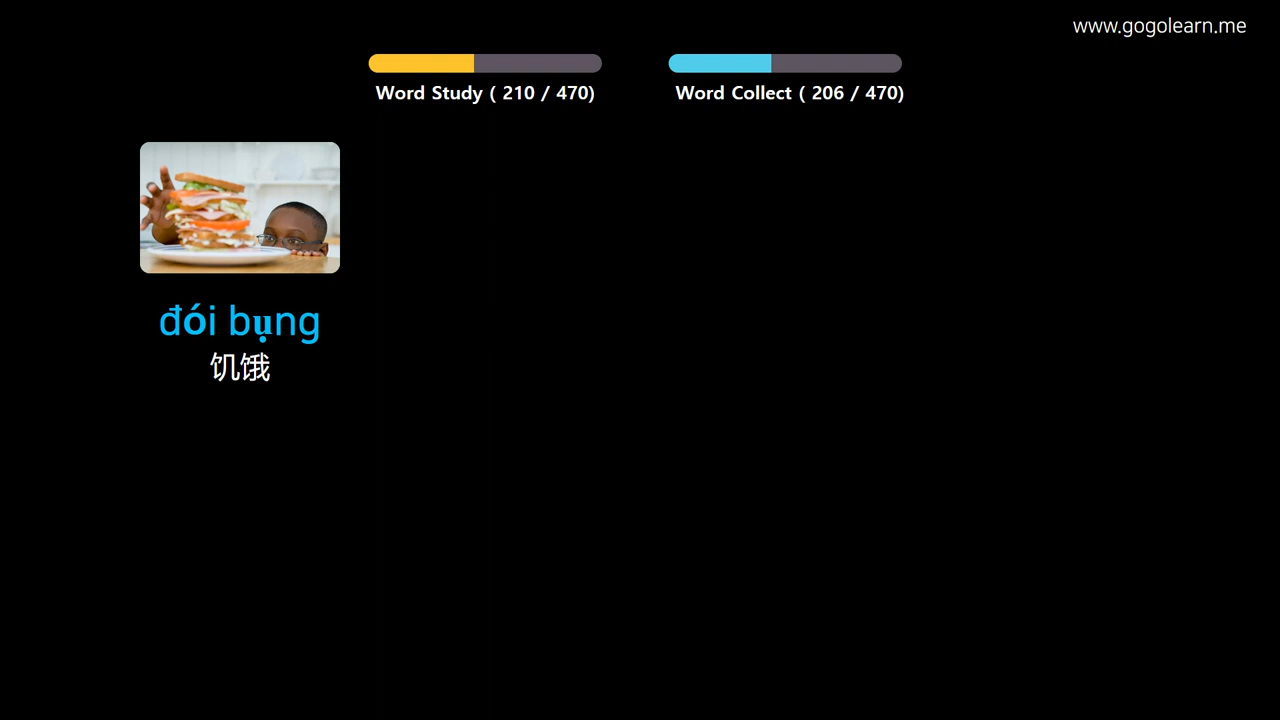 www.gogolearn.me
Word Study ( 210 / 470)
Word Collect ( 206 / 470)
đói bụng
饥饿